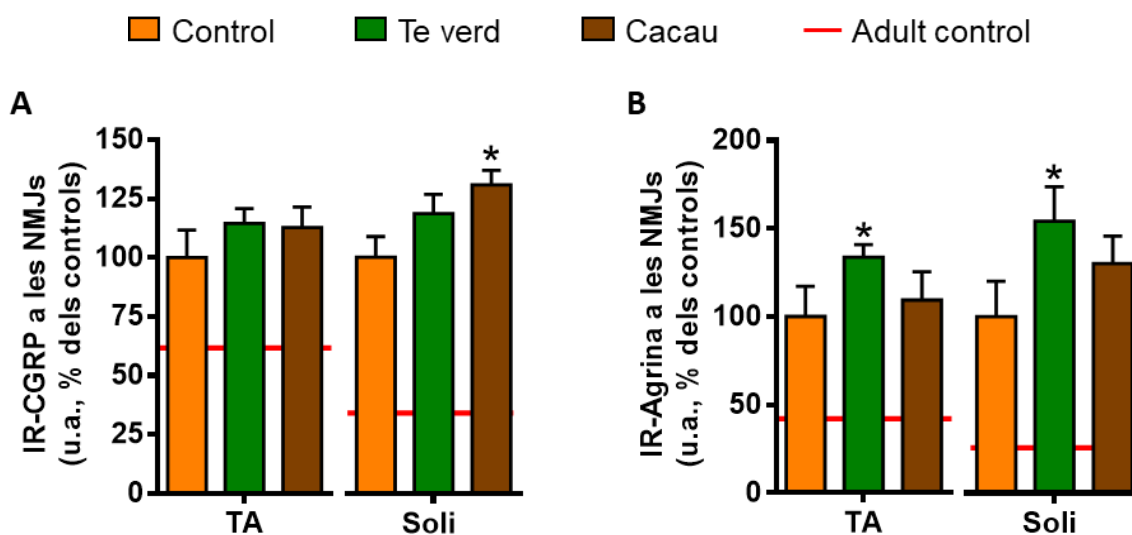 Control
Te verd
Cacau
Adult control
A
IR-CGRP a les NMJs
(u.a., % dels controls)
150
125
100
75
50
25
0
*
TA
Soli
B
IR-Agrina a les NMJs
(u.a., % dels controls)
200
150
100
50
0
*
*
TA
Soli